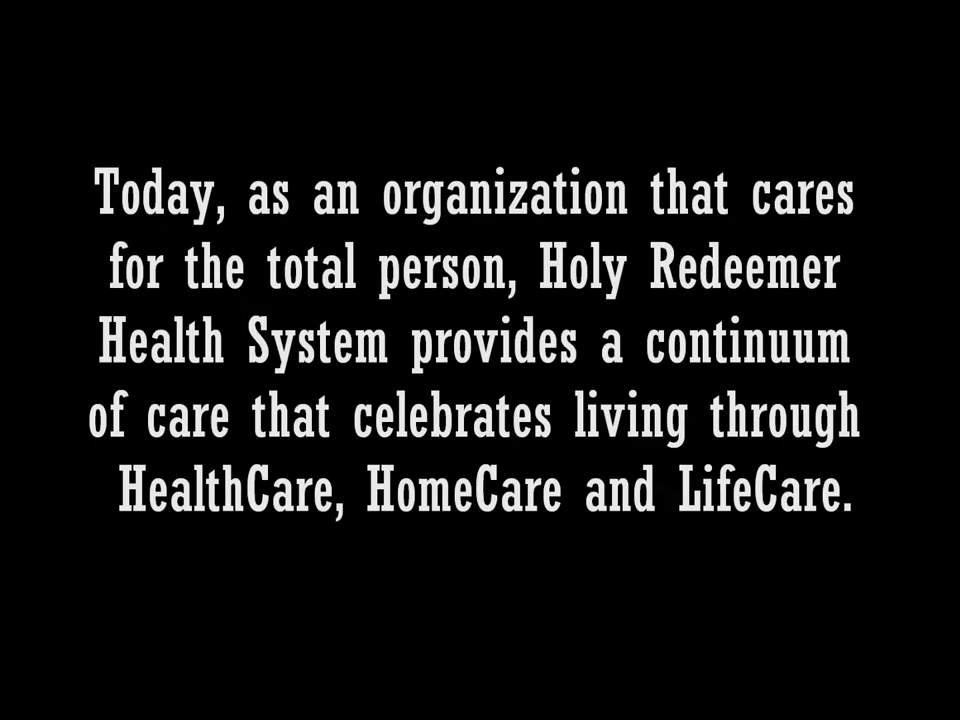 Today, as an organization that cares
for the total person, Holy Redeemer
Health System provides a continuum
of care that celebrates living through
HealthCare, HomeCare and LifeCare.